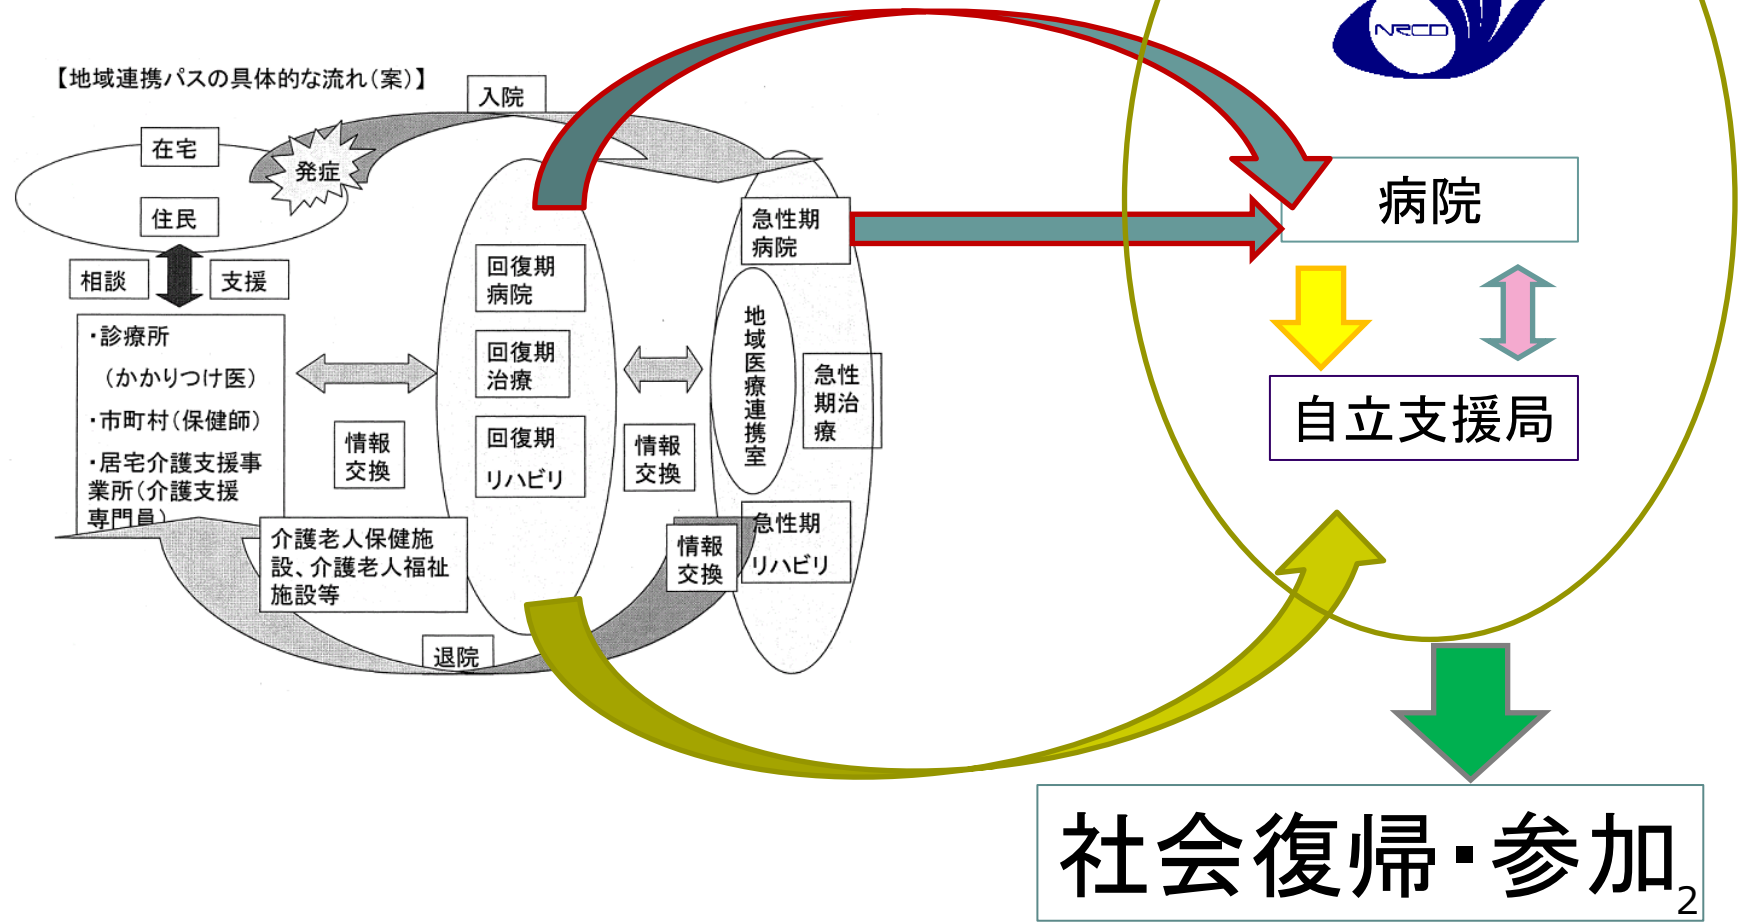 NRCD
【地域連携パスの具体的な流れ(案)】
入院
在宅
発症
住民
相談
支援
・診療所
(かかりつけ医)
・市町村(保健師)
・居宅介護支援事
業所(介護支援
専門員)
情報
交換
回復期
病院
回復期
治療
回復期
リハビリ
情報
交換
急性期
病院
地域医療連携室
急性
期治
療
急性期
リハビリ
情報
交換
介護老人保健施
設、介護老人福祉
施設等
退院
病院
自立支援局
社会復帰・参加
2